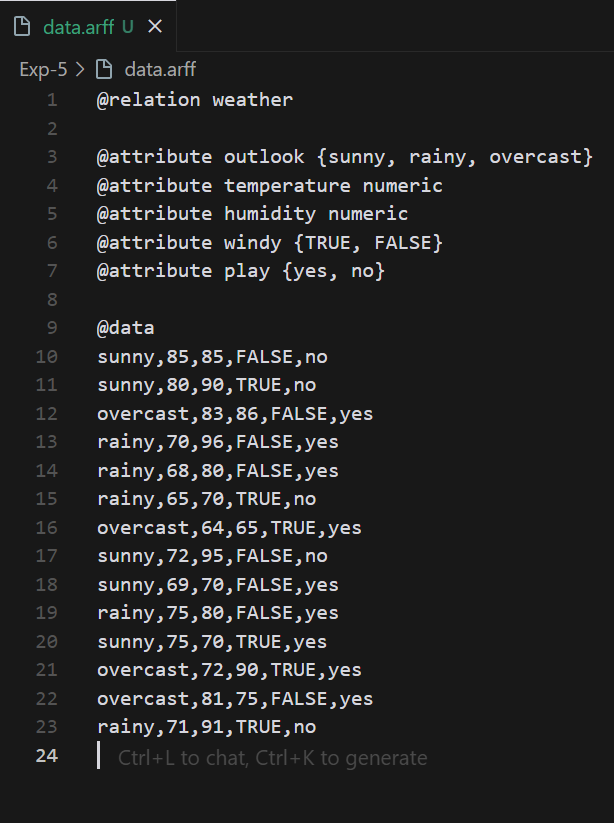 data.arff U
Exp-5 > data.arff
1 @relation weather
2
3 @attribute outlook {sunny, rainy, overcast}
4 @attribute temperature numeric
5 @attribute humidity numeric
6 @attribute windy {TRUE, FALSE}
7 @attribute play {yes, no}
8
9 @data
10 sunny,85,85,FALSE,no
11 sunny,80,90,TRUE,no
12 overcast,83,86,FALSE,yes
13 rainy,70,96,FALSE,yes
14 rainy,68,80,FALSE,yes
15 rainy,65,70,TRUE,no
16 overcast,64,65,TRUE,yes
17 sunny,72,95,FALSE,no
18 sunny,69,70,FALSE,yes
19 rainy,75,80,FALSE,yes
20 sunny,75,70,TRUE,yes
21 overcast,72,90,TRUE,yes
22 overcast,81,75,FALSE,yes
23 rainy,71,91,TRUE,no
24 Ctrl+L to chat, Ctrl+K to generate